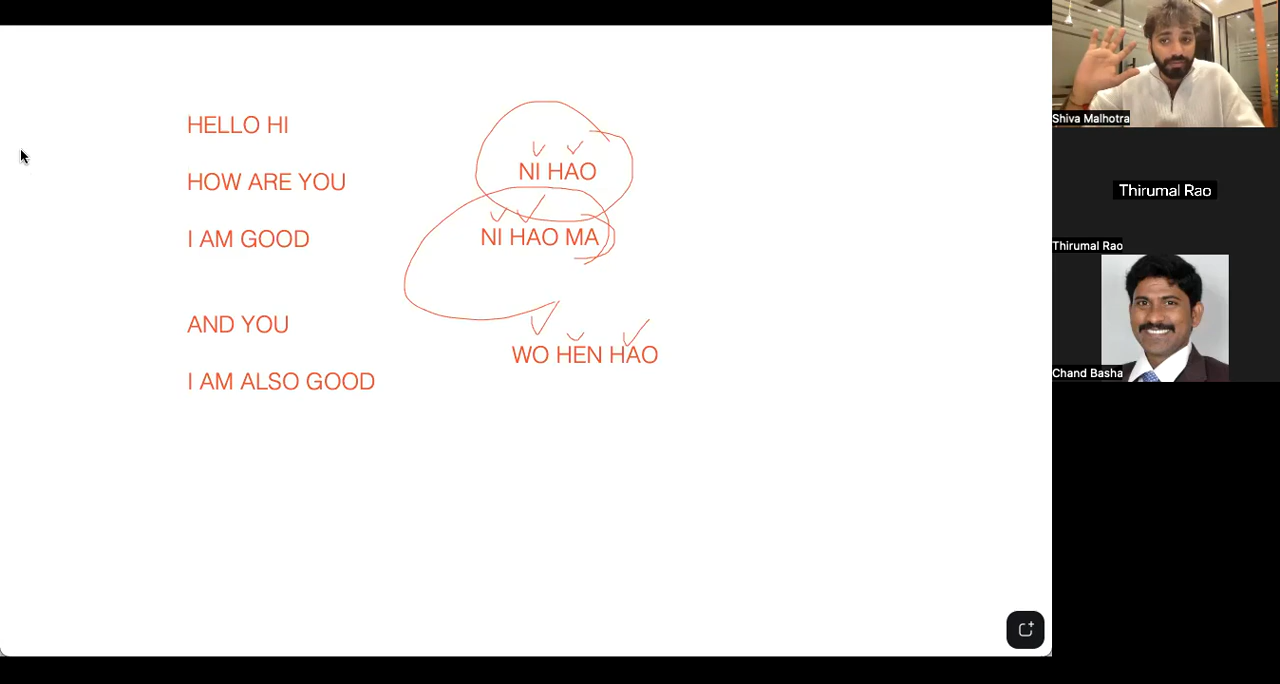 HELLO HI
HOW ARE YOU
I AM GOOD
AND YOU
I AM ALSO GOOD
NI HAO
NI HAO MA
WO HEN HAO
Shiva Malhotra
Thirumal Rao
Thirumal Rao
Chand Basha